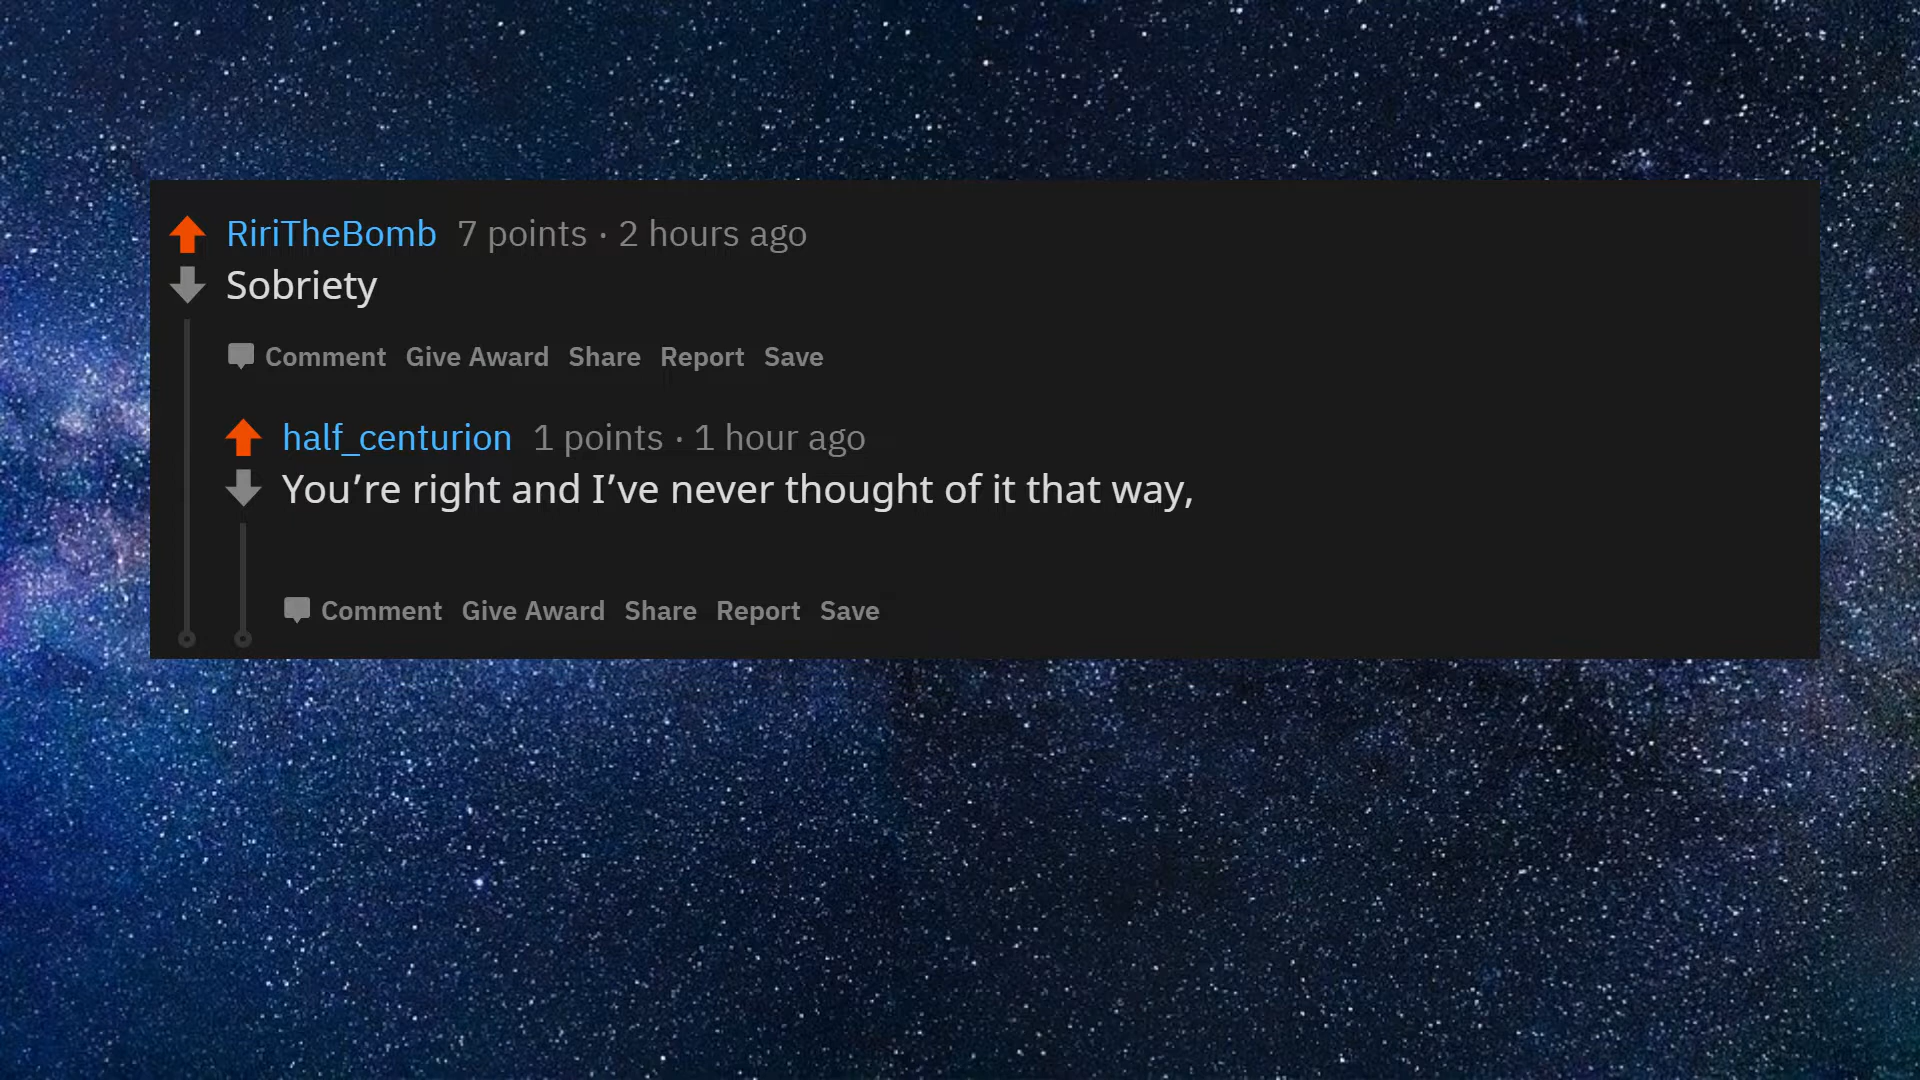 RiriTheBomb 7 points · 2 hours ago
Sobriety
Comment Give Award Share Report Save
half_centurion 1 points · 1 hour ago
You’re right and I’ve never thought of it that way,
Comment Give Award Share Report Save